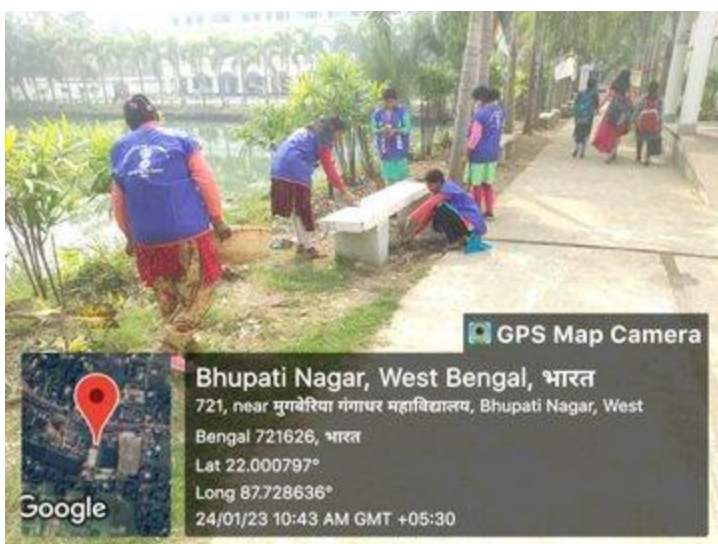 GPS Map Camera
Bhupati Nagar, West Bengal, भारत
721, near मुगबेरिया गंगाधर महाविद्यालय, Bhupati Nagar, West
Bengal 721626, भारत
Lat 22.000797°
Long 87.728636°
24/01/23 10:43 AM GMT +05:30
Google